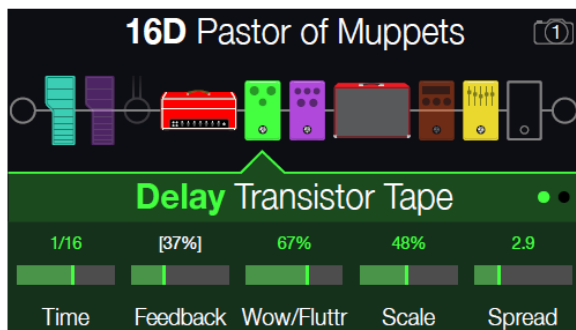 16D Pastor of Muppets
1
Delay Transistor Tape
1/16 [37%] 67% 48% 2.9
Time Feedback Wow/Fluttr Scale Spread